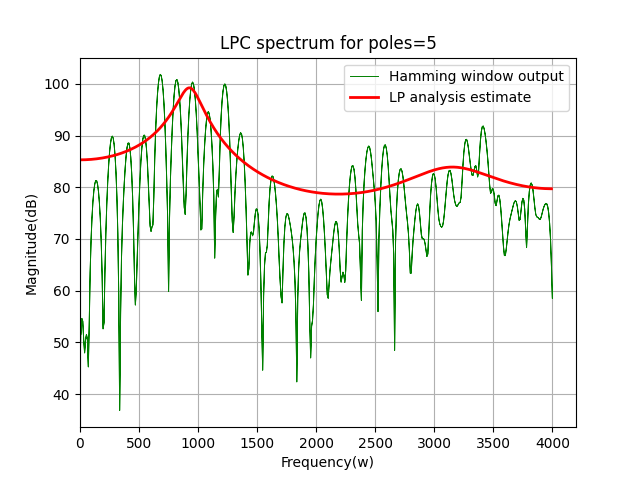 LPC spectrum for poles=5
Hamming window output
LP analysis estimate
Magnitude(dB)
100
90
80
70
60
50
40
0 500 1000 1500 2000 2500 3000 3500 4000
Frequency(w)